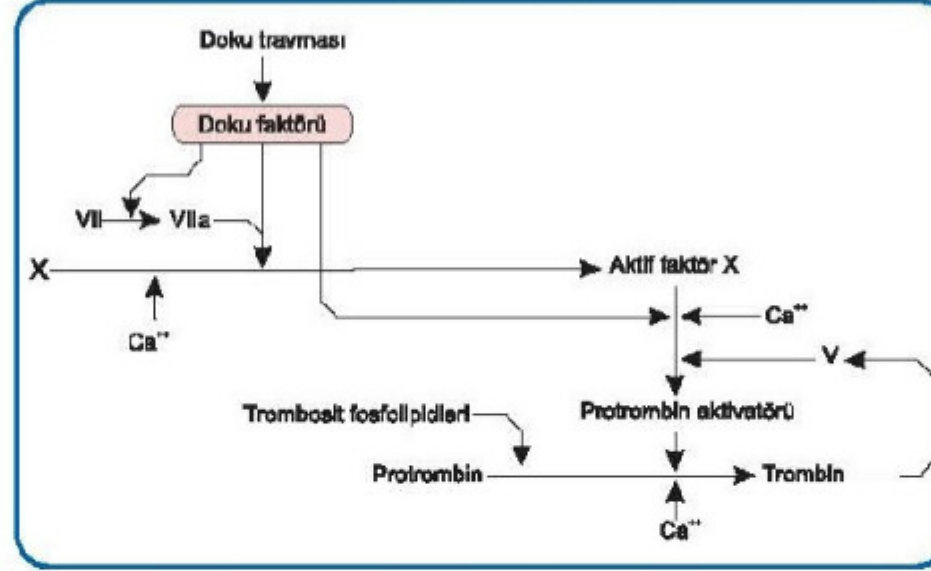 Doku travması
Doku faktörü
VII
VIIa
X
Aktif faktör X
Ca++
Ca++
V
Trombosit fosfolipidleri
Protrombin aktivatörü
Protrombin
Trombin
Ca++